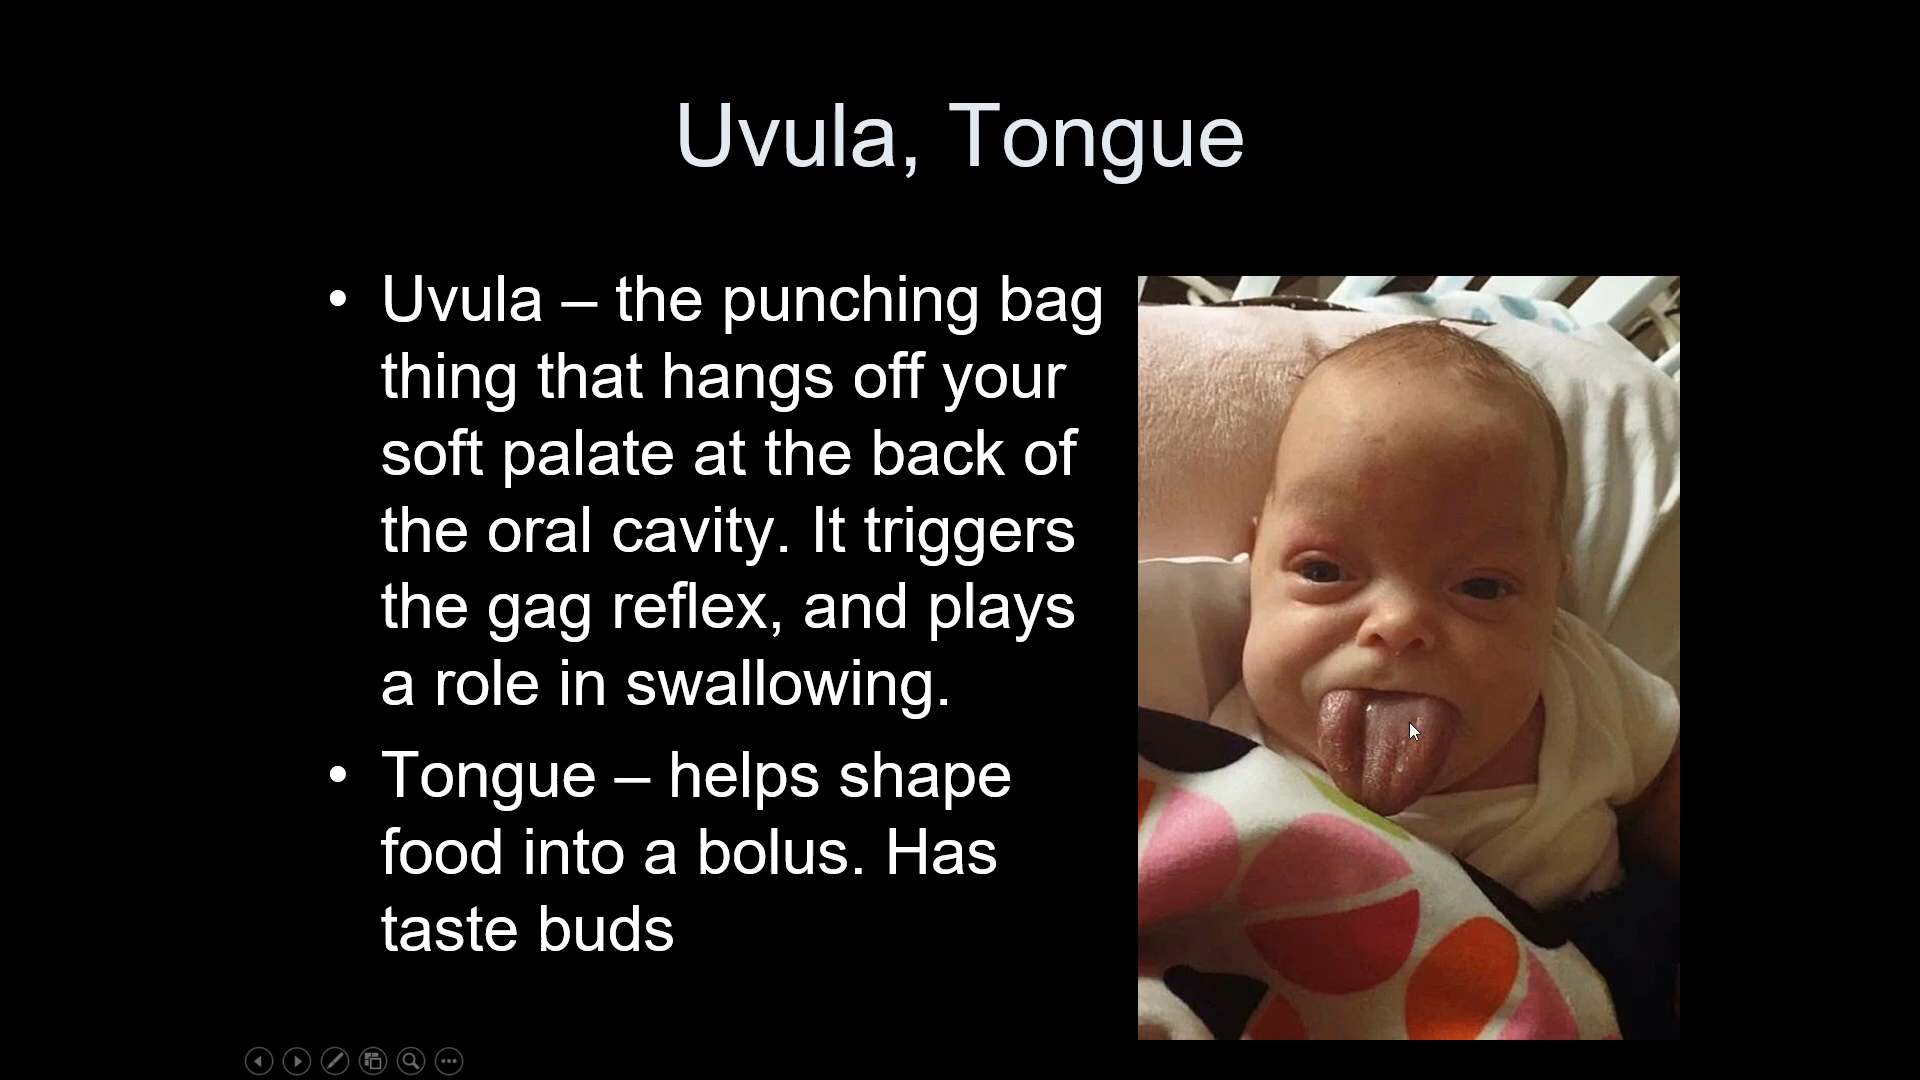 Uvula, Tongue
• Uvula – the punching bag
thing that hangs off your
soft palate at the back of
the oral cavity. It triggers
the gag reflex, and plays
a role in swallowing.
• Tongue – helps shape
food into a bolus. Has
taste buds